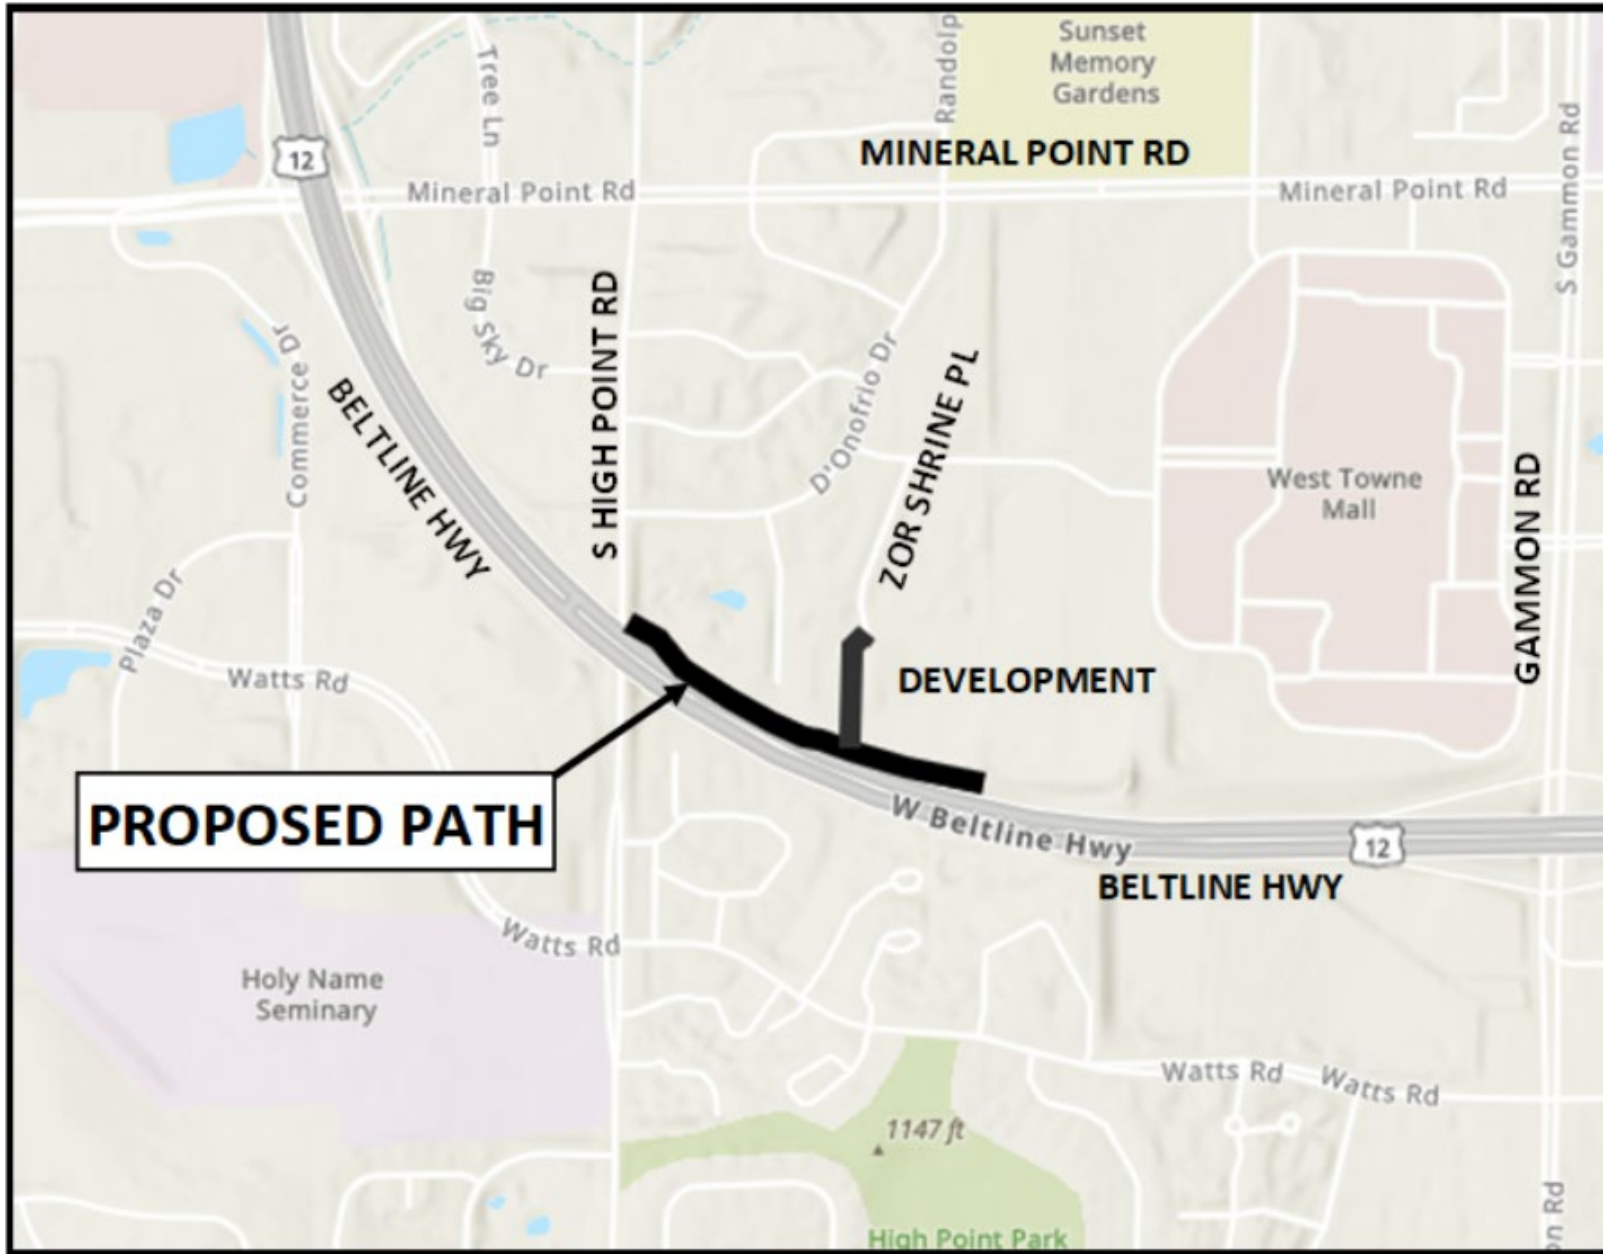 Sunset
Memory
Gardens
Randolp
Tree Ln
S Gammon Rd
12
MINERAL POINT RD
Mineral Point Rd
Mineral Point Rd
Big Sky Dr
S HIGH POINT RD
Commerce Dr
BELTLINE HWY
D'Onofrio Dr
ZOR SHRINE PL
West Towne
Mall
GAMMON RD
Plaza Dr
Watts Rd
DEVELOPMENT
PROPOSED PATH
W Beltline Hwy
12
BELTLINE HWY
Watts Rd
Holy Name
Seminary
Watts Rd
Watts Rd
1147 ft
High Point Park
on Rd